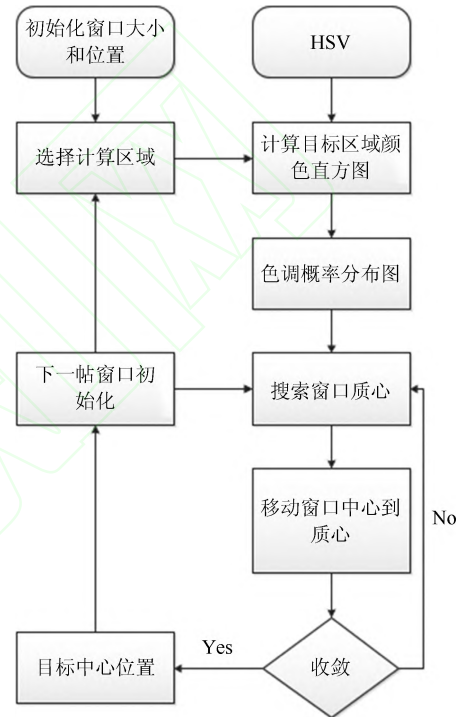 初始化窗口大小
和位置
HSV
选择计算区域
计算目标区域颜
色直方图
色调概率分布图
下一帖窗口初
始化
搜索窗口质心
移动窗口中心到
质心
No
Yes
目标中心位置
收敛